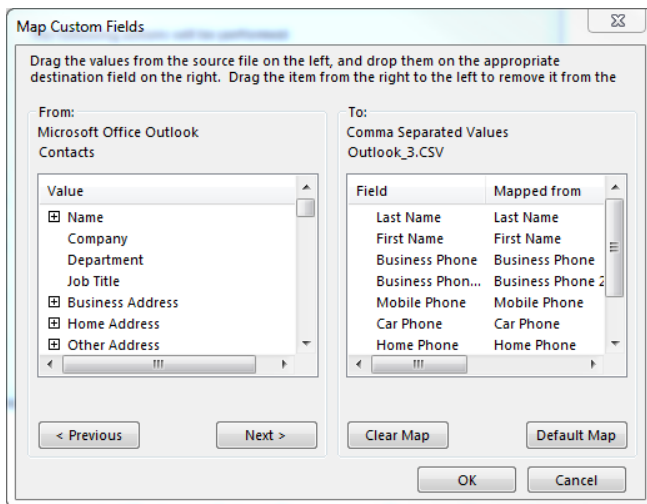 Map Custom Fields
Drag the values from the source file on the left, and drop them on the appropriate
destination field on the right. Drag the item from the right to the left to remove it from the
From:
Microsoft Office Outlook
Contacts
Value
Name
Company
Department
Job Title
Business Address
Home Address
Other Address
< Previous
Next >
To:
Comma Separated Values
Outlook_3.CSV
Field Mapped from
Last Name Last Name
First Name First Name
Business Phone Business Phone
Business Phon... Business Phone 2
Mobile Phone Mobile Phone
Car Phone Car Phone
Home Phone Home Phone
Clear Map
Default Map
OK
Cancel